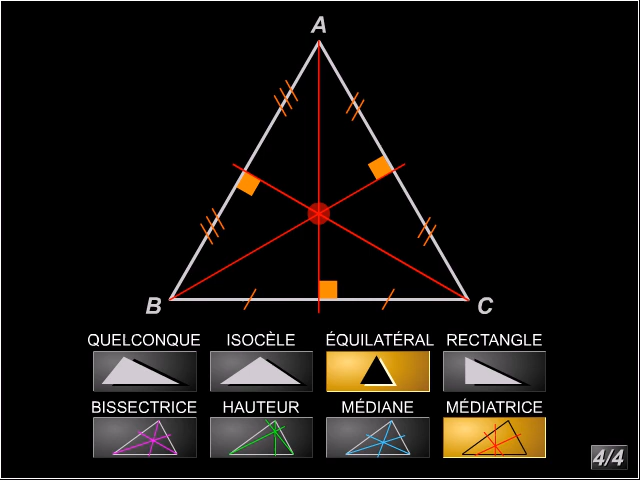 A
B C
QUELCONQUE ISOCÈLE ÉQUILATÉRAL RECTANGLE
BISSECTRICE HAUTEUR MÉDIANE MÉDIATRICE
4/4